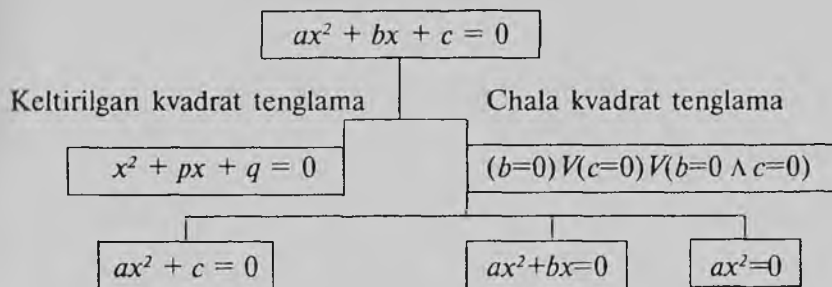 ax² + bx + c = 0
Keltirilgan kvadrat tenglama    Chala kvadrat tenglama
x² + px + q = 0    (b=0) V(c=0) V(b=0 Λ c=0)
ax² + c = 0    ax²+bx=0    ax²=0